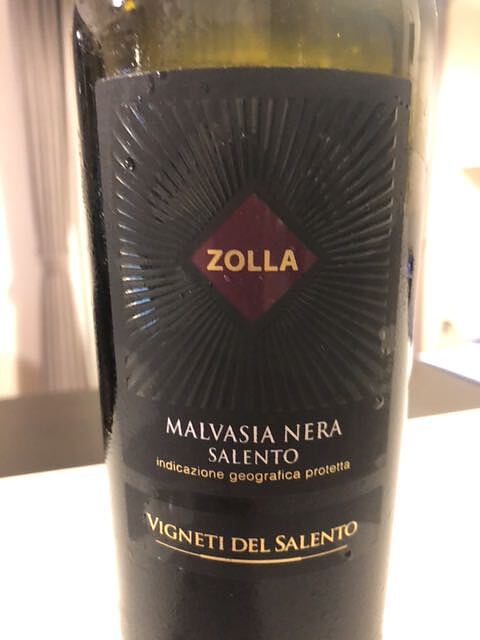 ZOLLA
MALVASIA NERA
SALENTO
indicazione geografica protetta
VIGNETI DEL SALENTO